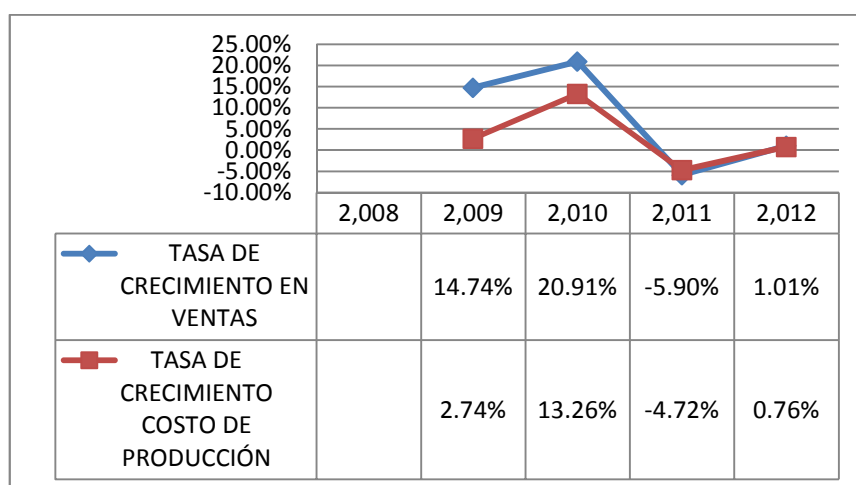 25.00%
20.00%
15.00%
10.00%
5.00%
0.00%
-5.00%
-10.00%
2,008 2,009 2,010 2,011 2,012
TASA DE
CRECIMIENTO EN
VENTAS
14.74% 20.91% -5.90% 1.01%
TASA DE
CRECIMIENTO
COSTO DE
PRODUCCIÓN
2.74% 13.26% -4.72% 0.76%